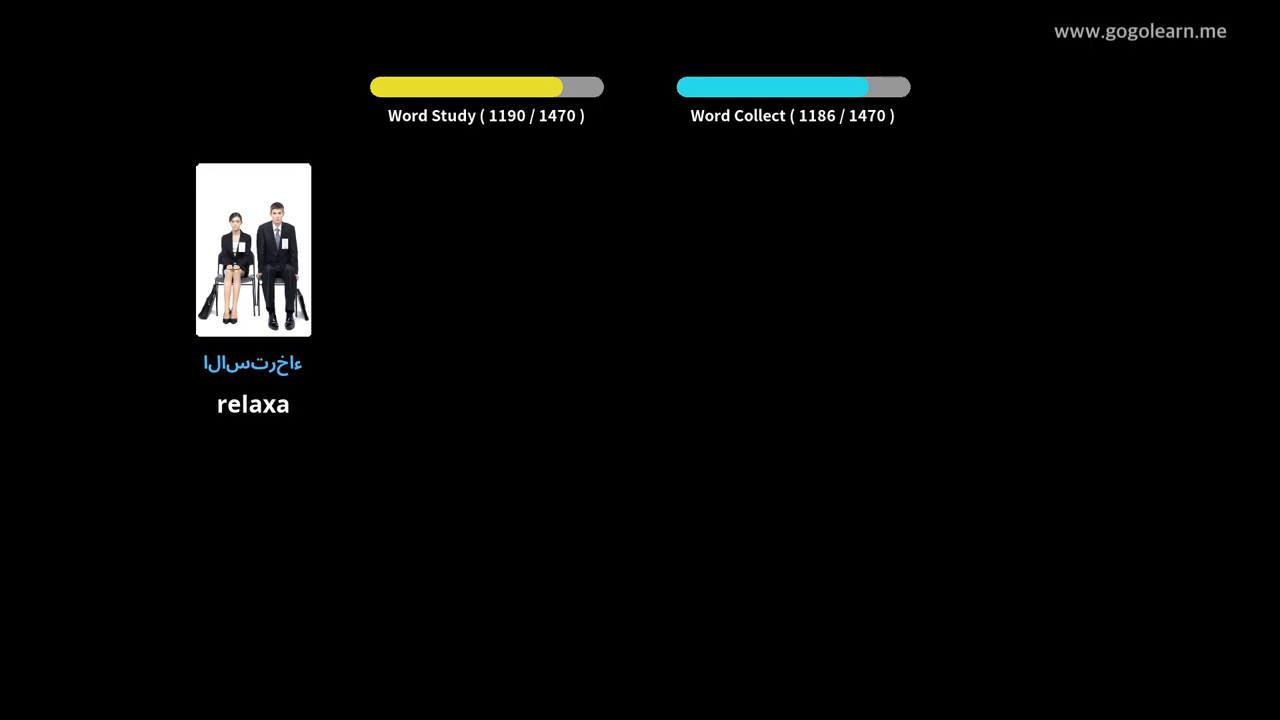 www.gogolearn.me
Word Study ( 1190 / 1470 )
Word Collect ( 1186 / 1470 )
الاسترخاء
relaxa